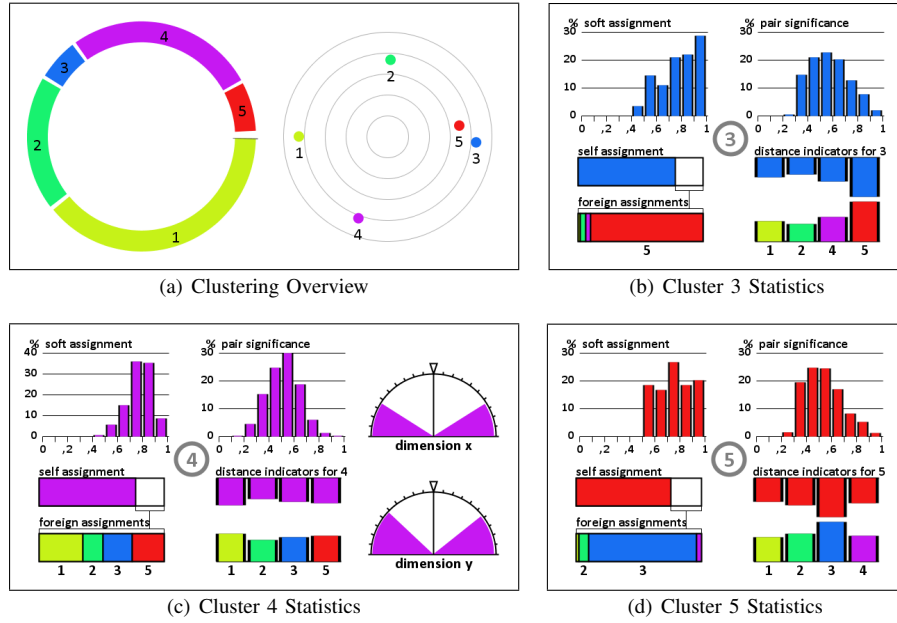 4
3
5
2
1
2
1
5
3
4
(a) Clustering Overview
% soft assignment
30
20
10
0
0 ,2 ,4 ,6 ,8 1
% pair significance
30
20
10
0
0 ,2 ,4 ,6 ,8 1
3
self assignment
foreign assignments
5
distance indicators for 3
1 2 4 5
(b) Cluster 3 Statistics
% soft assignment
40
30
20
10
0
0 ,2 ,4 ,6 ,8 1
% pair significance
30
20
10
0
0 ,2 ,4 ,6 ,8 1
dimension x
4
self assignment
foreign assignments
1 2 3 5
distance indicators for 4
1 2 3 5
dimension y
(c) Cluster 4 Statistics
% soft assignment
30
20
10
0
0 ,2 ,4 ,6 ,8 1
% pair significance
30
20
10
0
0 ,2 ,4 ,6 ,8 1
5
self assignment
foreign assignments
2 3
distance indicators for 5
1 2 3 4
(d) Cluster 5 Statistics